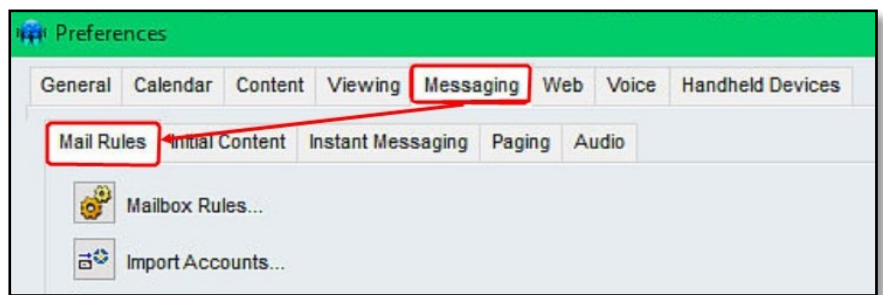 Preferences
General Calendar Content Viewing Messaging Web Voice Handheld Devices
Mail Rules Initial Content Instant Messaging Paging Audio
Mailbox Rules...
Import Accounts...